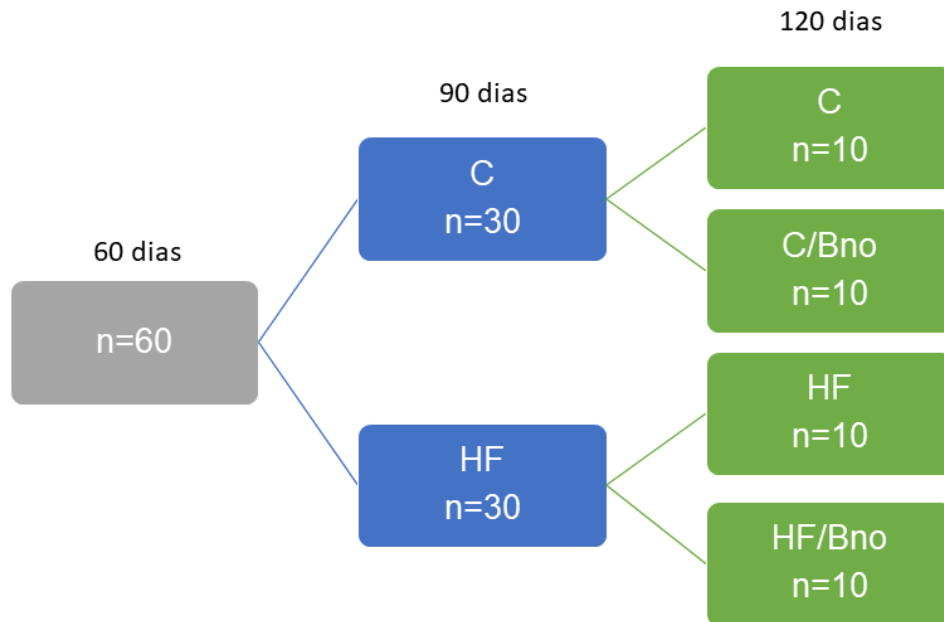 60 dias
n=60
90 dias
C
n=30
HF
n=30
120 dias
C
n=10
C/Bno
n=10
HF
n=10
HF/Bno
n=10